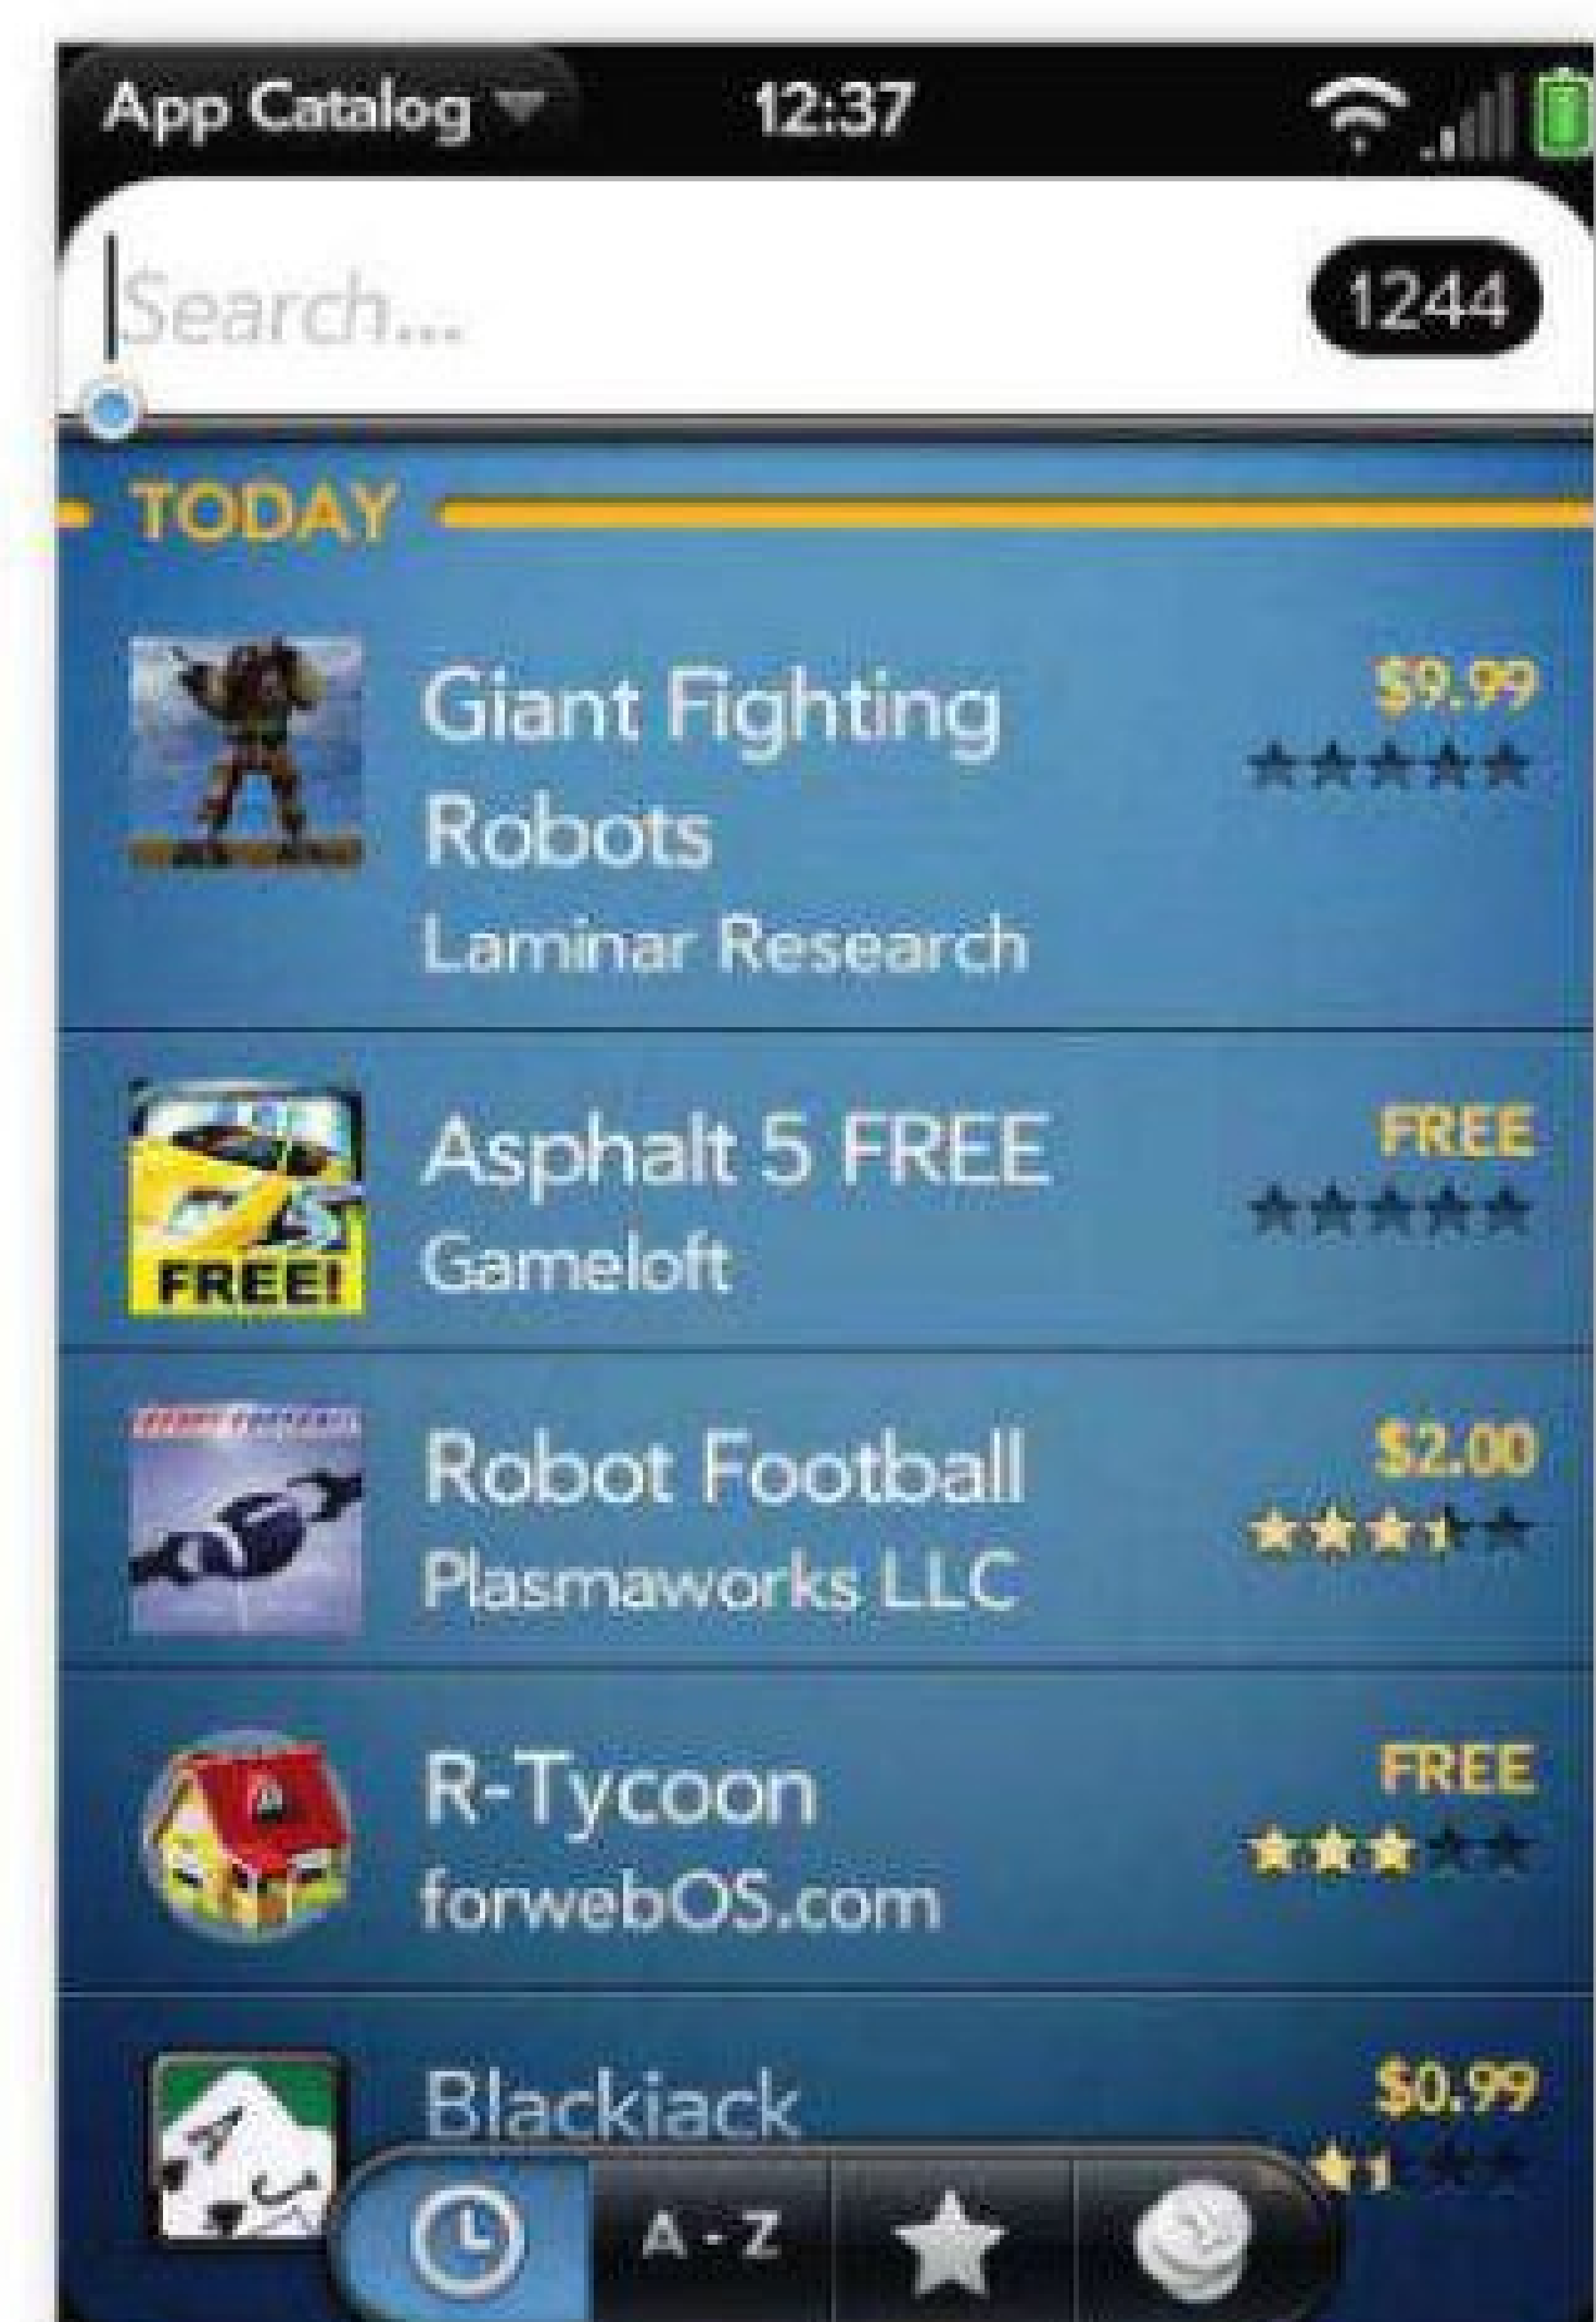 App Catalog
12:37
Search...
1244
TODAY
Giant Fighting
Robots
Laminar Research
$9.99
Asphalt 5 FREE
Gameloft
FREE
FREE!
Robot Football
Plasmaworks LLC
$2.00
R-Tycoon
forwebOS.com
FREE
Blackjack
$0.99
A
J
A - Z